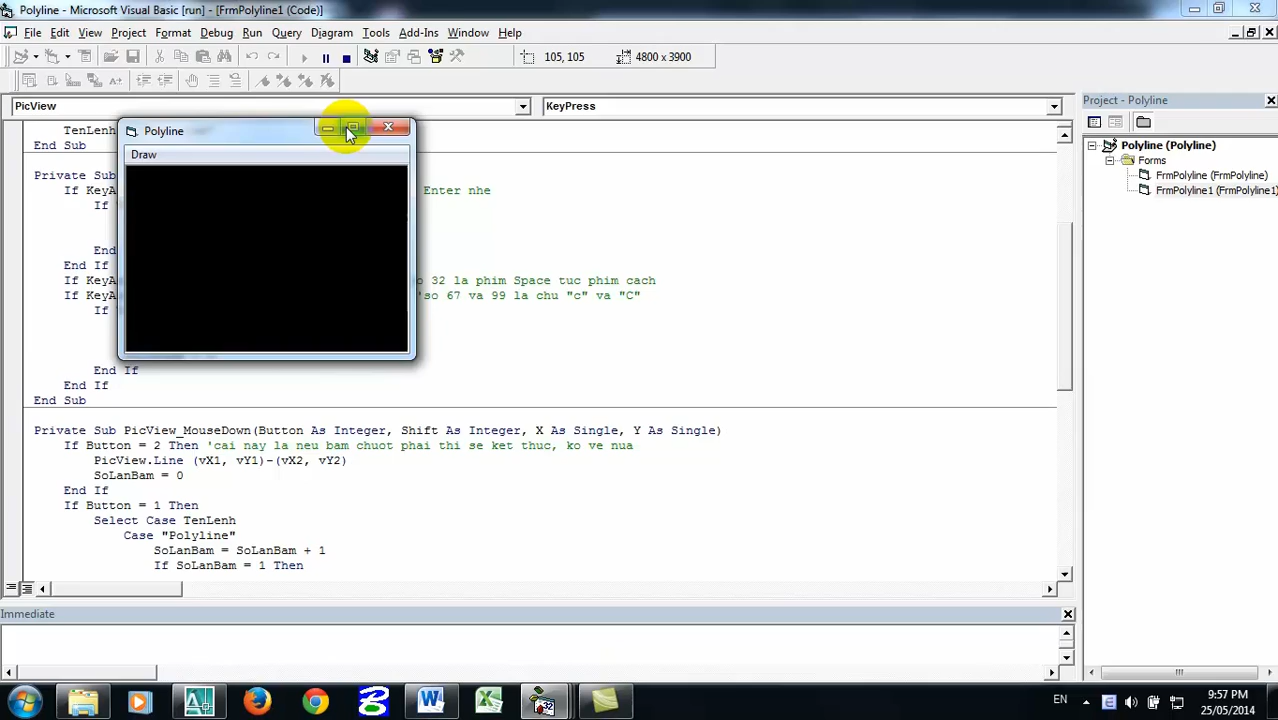 Polyline - Microsoft Visual Basic [run] - [FrmPolyline1 (Code)]
File Edit View Project Format Debug Run Query Diagram Tools Add-Ins Window Help
105, 105 4800 x 3900
PicView KeyPress
Project - Polyline
Polyline
Draw
TenLenh
End Sub
Private Sub
If KeyA Enter nhe
If
End
End If
If KeyA o 32 la phim Space tuc phim cach
If KeyA 'so 67 va 99 la chu "c" va "C"
If
End If
End If
End Sub
Private Sub PicView_MouseDown(Button As Integer, Shift As Integer, X As Single, Y As Single)
If Button = 2 Then 'cai nay la neu bam chuot phai thi se ket thuc, ko ve nua
PicView.Line (vX1, vY1)-(vX2, vY2)
SoLanBam = 0
End If
If Button = 1 Then
Select Case TenLenh
Case "Polyline"
SoLanBam = SoLanBam + 1
If SoLanBam = 1 Then
Polyline (Polyline)
Forms
FrmPolyline (FrmPolyline)
FrmPolyline1 (FrmPolyline1)
Immediate
EN
9:57 PM
25/05/2014